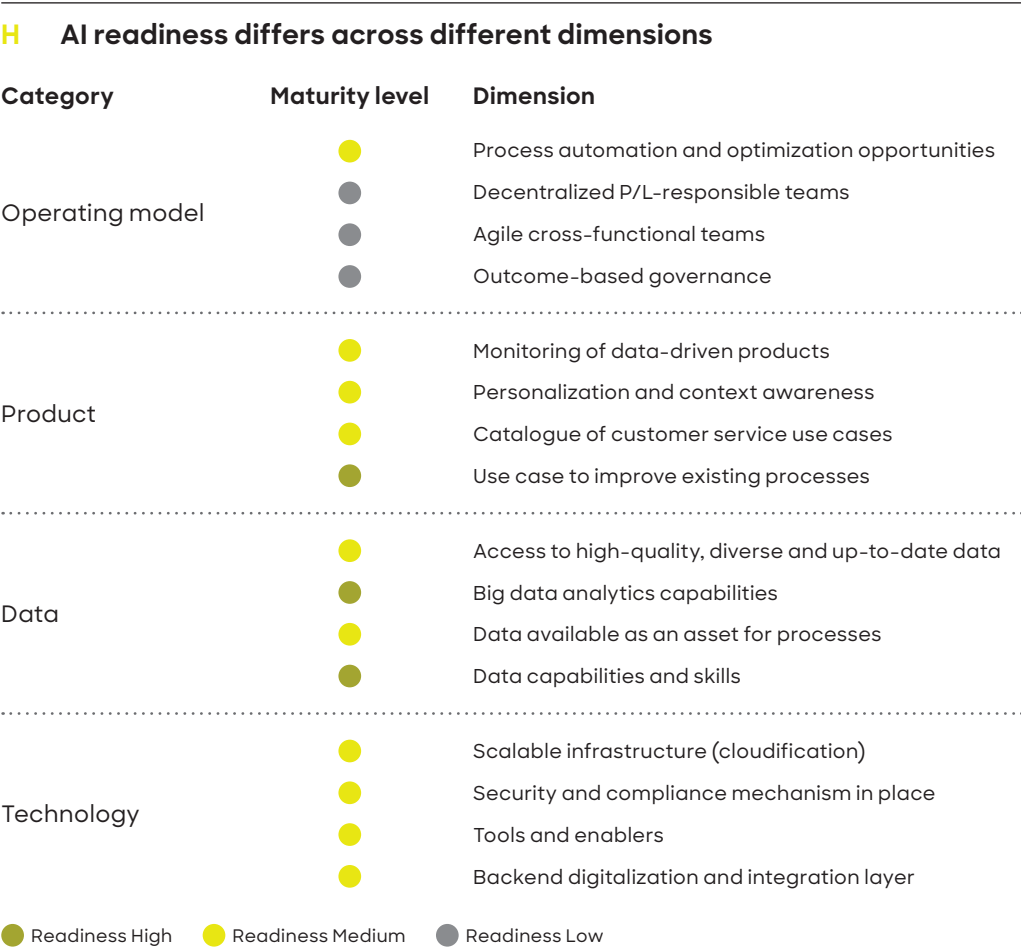 H AI readiness differs across different dimensions
Category Maturity level Dimension
Operating model
Process automation and optimization opportunities
Decentralized P/L-responsible teams
Agile cross-functional teams
Outcome-based governance
Product
Monitoring of data-driven products
Personalization and context awareness
Catalogue of customer service use cases
Use case to improve existing processes
Data
Access to high-quality, diverse and up-to-date data
Big data analytics capabilities
Data available as an asset for processes
Data capabilities and skills
Technology
Scalable infrastructure (cloudification)
Security and compliance mechanism in place
Tools and enablers
Backend digitalization and integration layer
Readiness High Readiness Medium Readiness Low